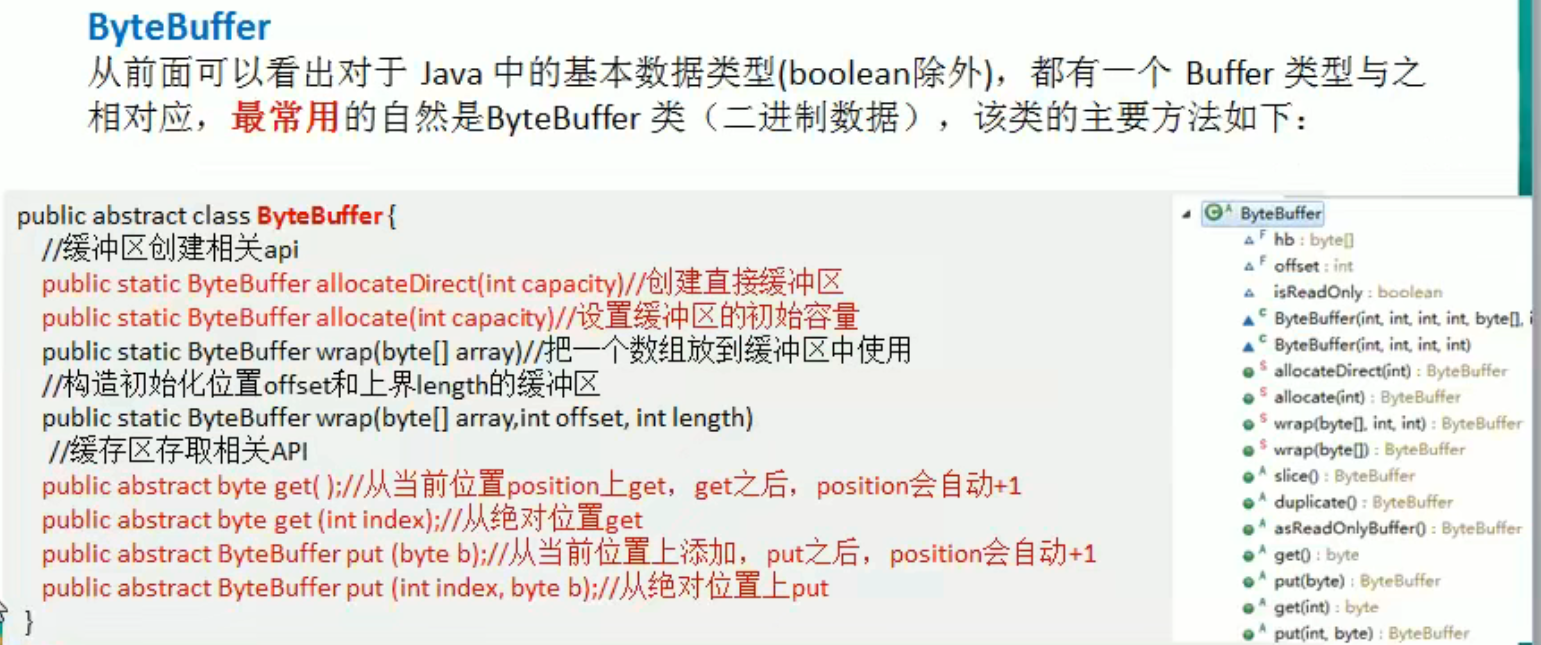 ByteBuffer
从前面可以看出对于 Java 中的基本数据类型(boolean除外)，都有一个 Buffer 类型与之
相对应，最常用的自然是ByteBuffer 类（二进制数据），该类的主要方法如下：
public abstract class ByteBuffer {
//缓冲区创建相关api
public static ByteBuffer allocateDirect(int capacity)//创建直接缓冲区
public static ByteBuffer allocate(int capacity)//设置缓冲区的初始容量
public static ByteBuffer wrap(byte[] array)//把一个数组放到缓冲区中使用
//构造初始化位置offset和上界length的缓冲区
public static ByteBuffer wrap(byte[] array,int offset, int length)
//缓存区存取相关API
public abstract byte get( );//从当前位置position上get，get之后，position会自动+1
public abstract byte get (int index);//从绝对位置get
public abstract ByteBuffer put (byte b);//从当前位置上添加，put之后，position会自动+1
public abstract ByteBuffer put (int index, byte b);//从绝对位置上put
}
ByteBuffer
F hb : byte[]
F offset : int
isReadOnly : boolean
C ByteBuffer(int, int, int, int, byte[],
C ByteBuffer(int, int, int, int)
S allocateDirect(int) : ByteBuffer
S allocate(int) : ByteBuffer
S wrap(byte[], int, int) : ByteBuffer
S wrap(byte[]) : ByteBuffer
A slice() : ByteBuffer
A duplicate() : ByteBuffer
A asReadOnlyBuffer() : ByteBuffer
A get() : byte
A put(byte) : ByteBuffer
A get(int) : byte
A put(int, byte) : ByteBuffer